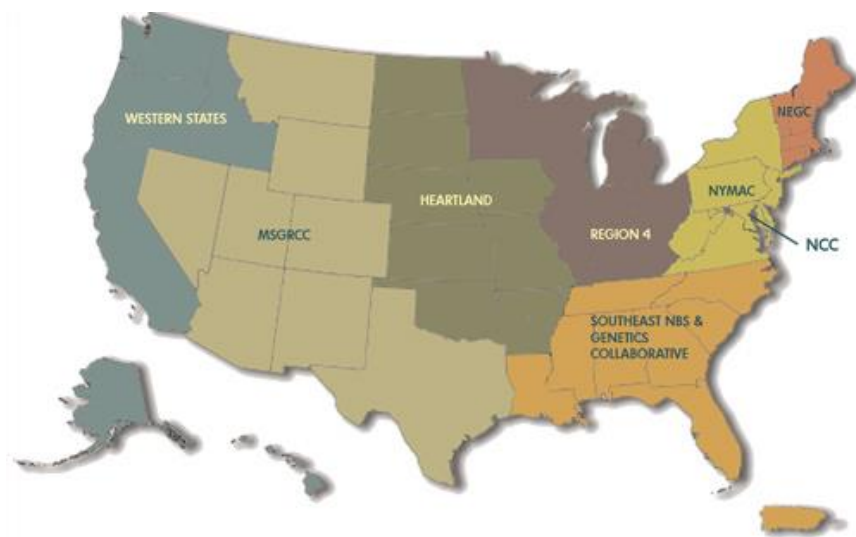 WESTERN STATES
NEGC
NYMAC
HEARTLAND
MSGRCC
REGION 4
NCC
SOUTHEAST NBS &
GENETICS
COLLABORATIVE